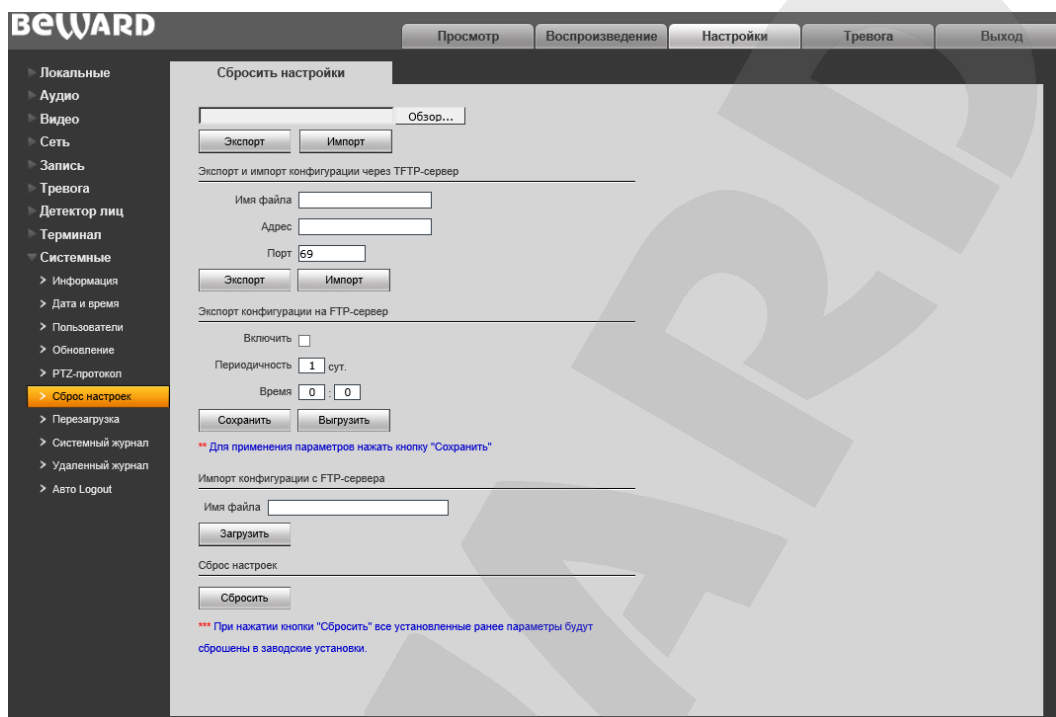 BEWARD
Просмотр Воспроизведение Настройки Тревога Выход
Локальные
Аудио
Видео
Сеть
Запись
Тревога
Детектор лиц
Терминал
Системные
> Информация
> Дата и время
> Пользователи
> Обновление
> PTZ-протокол
> Сброс настроек
> Перезагрузка
> Системный журнал
> Удаленный журнал
> Авто Logout
Сбросить настройки
Обзор...
Экспорт Импорт
Экспорт и импорт конфигурации через TFTP-сервер
Имя файла
Адрес
Порт 69
Экспорт Импорт
Экспорт конфигурации на FTP-сервер
Включить
Периодичность 1 сут.
Время 0 : 0
Сохранить Выгрузить
** Для применения параметров нажать кнопку "Сохранить"
Импорт конфигурации с FTP-сервера
Имя файла
Загрузить
Сброс настроек
Сбросить
*** При нажатии кнопки "Сбросить" все установленные ранее параметры будут
сброшены в заводские установки.